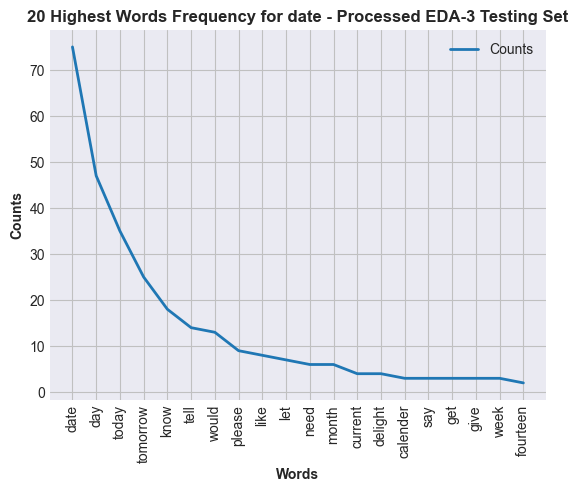 20 Highest Words Frequency for date - Processed EDA-3 Testing Set
Counts
70
60
50
40
30
20
10
0
Counts
date
day
today
tomorrow
know
tell
would
please
like
let
need
month
current
delight
calender
say
get
give
week
fourteen
Words